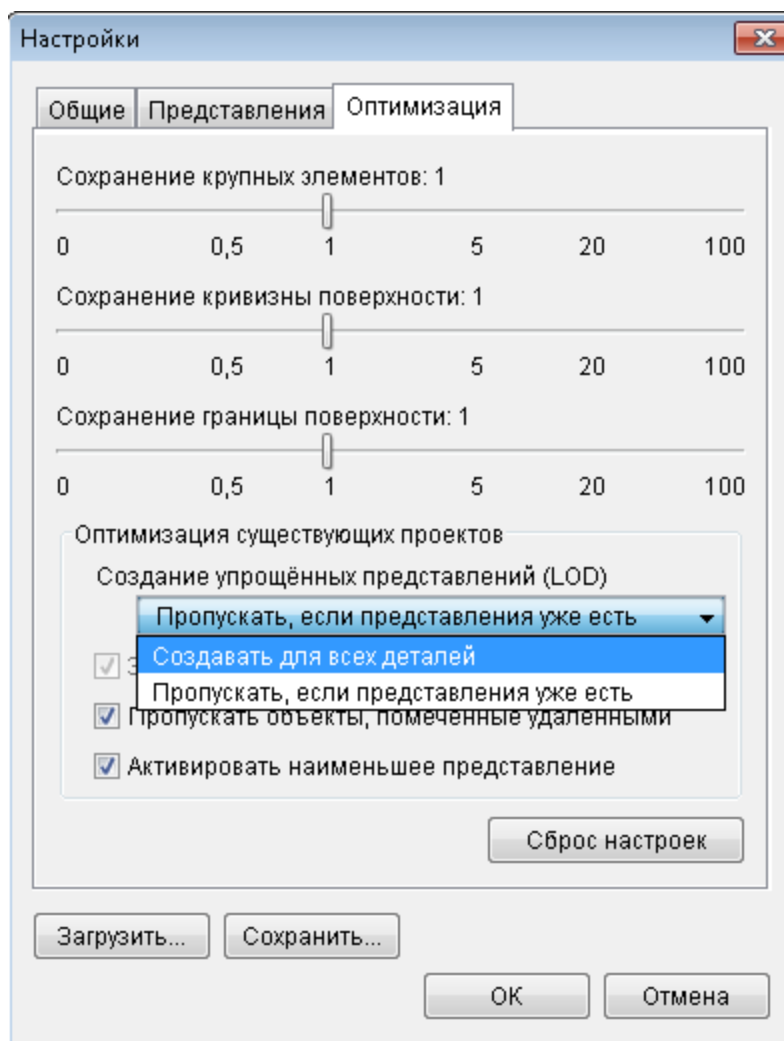 Настройки
Общие Представления Оптимизация
Сохранение крупных элементов: 1
0 0,5 1 5 20 100
Сохранение кривизны поверхности: 1
0 0,5 1 5 20 100
Сохранение границы поверхности: 1
0 0,5 1 5 20 100
Оптимизация существующих проектов
Создание упрощённых представлений (LOD)
Пропускать, если представления уже есть
Создавать для всех деталей
Пропускать, если представления уже есть
Пропускать объекты, помеченные удаленными
Активировать наименьшее представление
Сброс настроек
Загрузить... Сохранить...
ОК Отмена